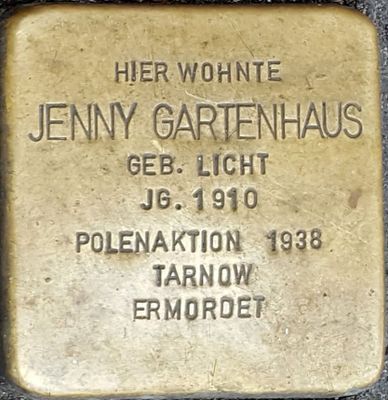 HIER WOHNTE
JENNY GARTENHAUS
GEB. LICHT
JG. 1910
POLENAKTION 1938
TARNOW
ERMORDET